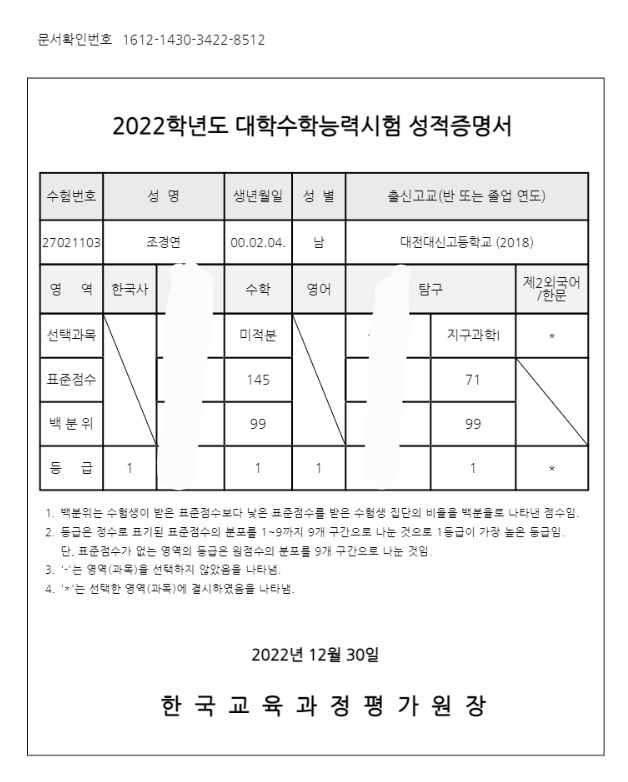 문서확인번호 1612-1430-3422-8512
2022학년도 대학수학능력시험 성적증명서
수험번호 성 명 생년월일 성 별 출신고교(반 또는 졸업 연도)
27021103 조경연 00.02.04. 남 대전대신고등학교 (2018)
영 역 한국사 수학 영어 탐구 제2외국어
/한문
선택과목 미적분 지구과학Ⅰ *
표준점수 145 71
백 분 위 99 99
등 급 1 1 1 1 *
1. 백분위는 수험생이 받은 표준점수보다 낮은 표준점수를 받은 수험생 집단의 비율을 백분율로 나타낸 점수임.
2. 등급은 정수로 표기된 표준점수의 분포를 1~9까지 9개 구간으로 나눈 것으로 1등급이 가장 높은 등급임.
단, 표준점수가 없는 영역의 등급은 원점수의 분포를 9개 구간으로 나눈 것임.
3. '-'는 영역(과목)을 선택하지 않았음을 나타냄.
4. '*'는 선택한 영역(과목)에 결시하였음을 나타냄.
2022년 12월 30일
한 국 교 육 과 정 평 가 원 장